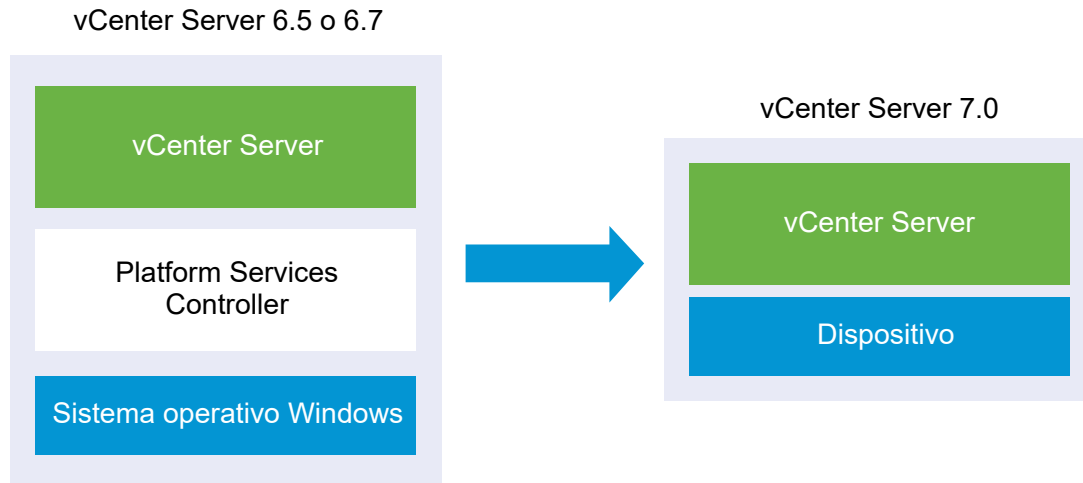 vCenter Server 6.5 o 6.7
vCenter Server
Platform Services
Controller
Sistema operativo Windows
vCenter Server 7.0
vCenter Server
Dispositivo